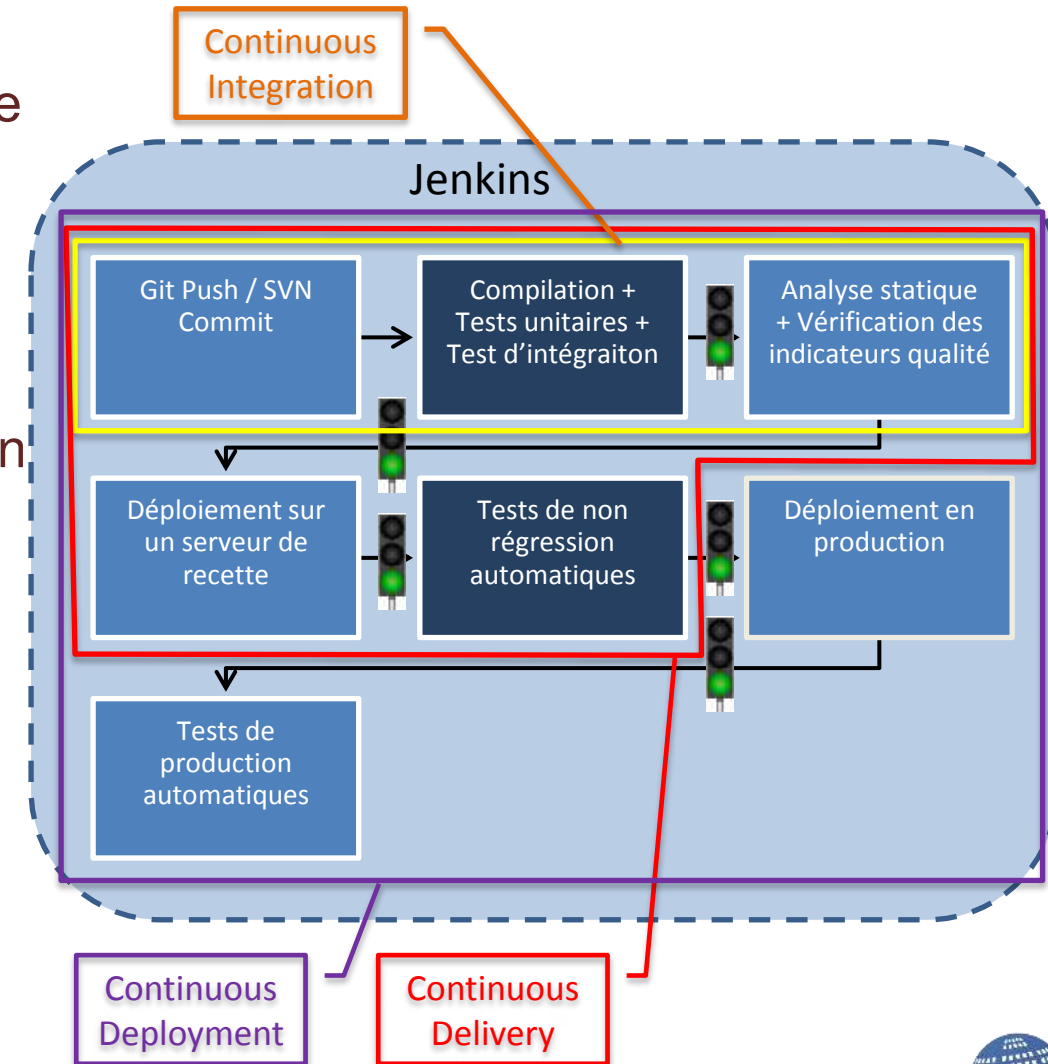 Continuous
Integration
e
Jenkins
Git Push / SVN
Commit
Compilation +
Tests unitaires +
Test d’intégraiton
Analyse statique
+ Vérification des
indicateurs qualité
n
Déploiement sur
un serveur de
recette
Tests de non
régression
automatiques
Déploiement en
production
Tests de
production
automatiques
Continuous
Deployment
Continuous
Delivery